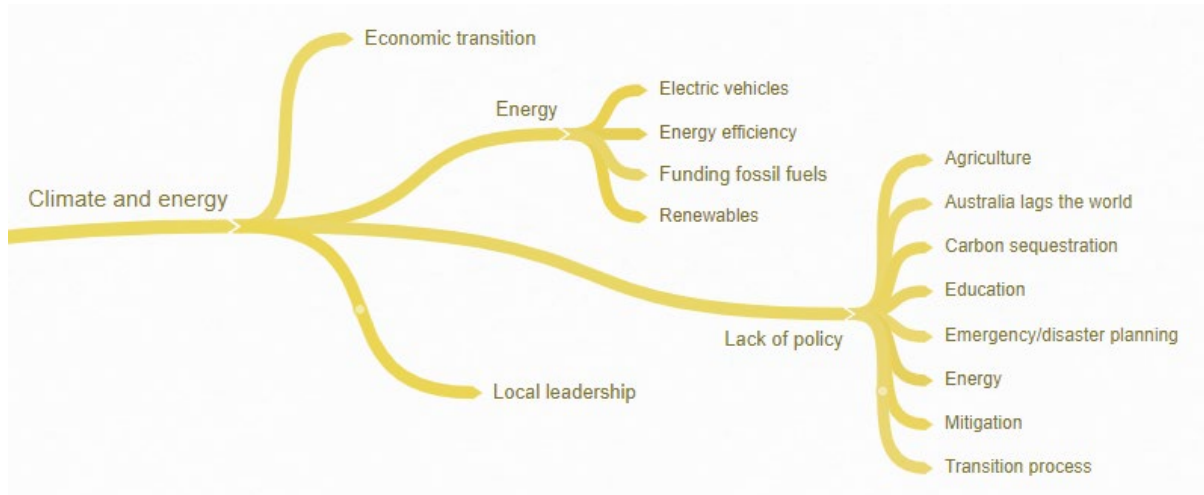 Climate and energy
Economic transition
Energy
Electric vehicles
Energy efficiency
Funding fossil fuels
Renewables
Lack of policy
Agriculture
Australia lags the world
Carbon sequestration
Education
Emergency/disaster planning
Energy
Mitigation
Transition process
Local leadership